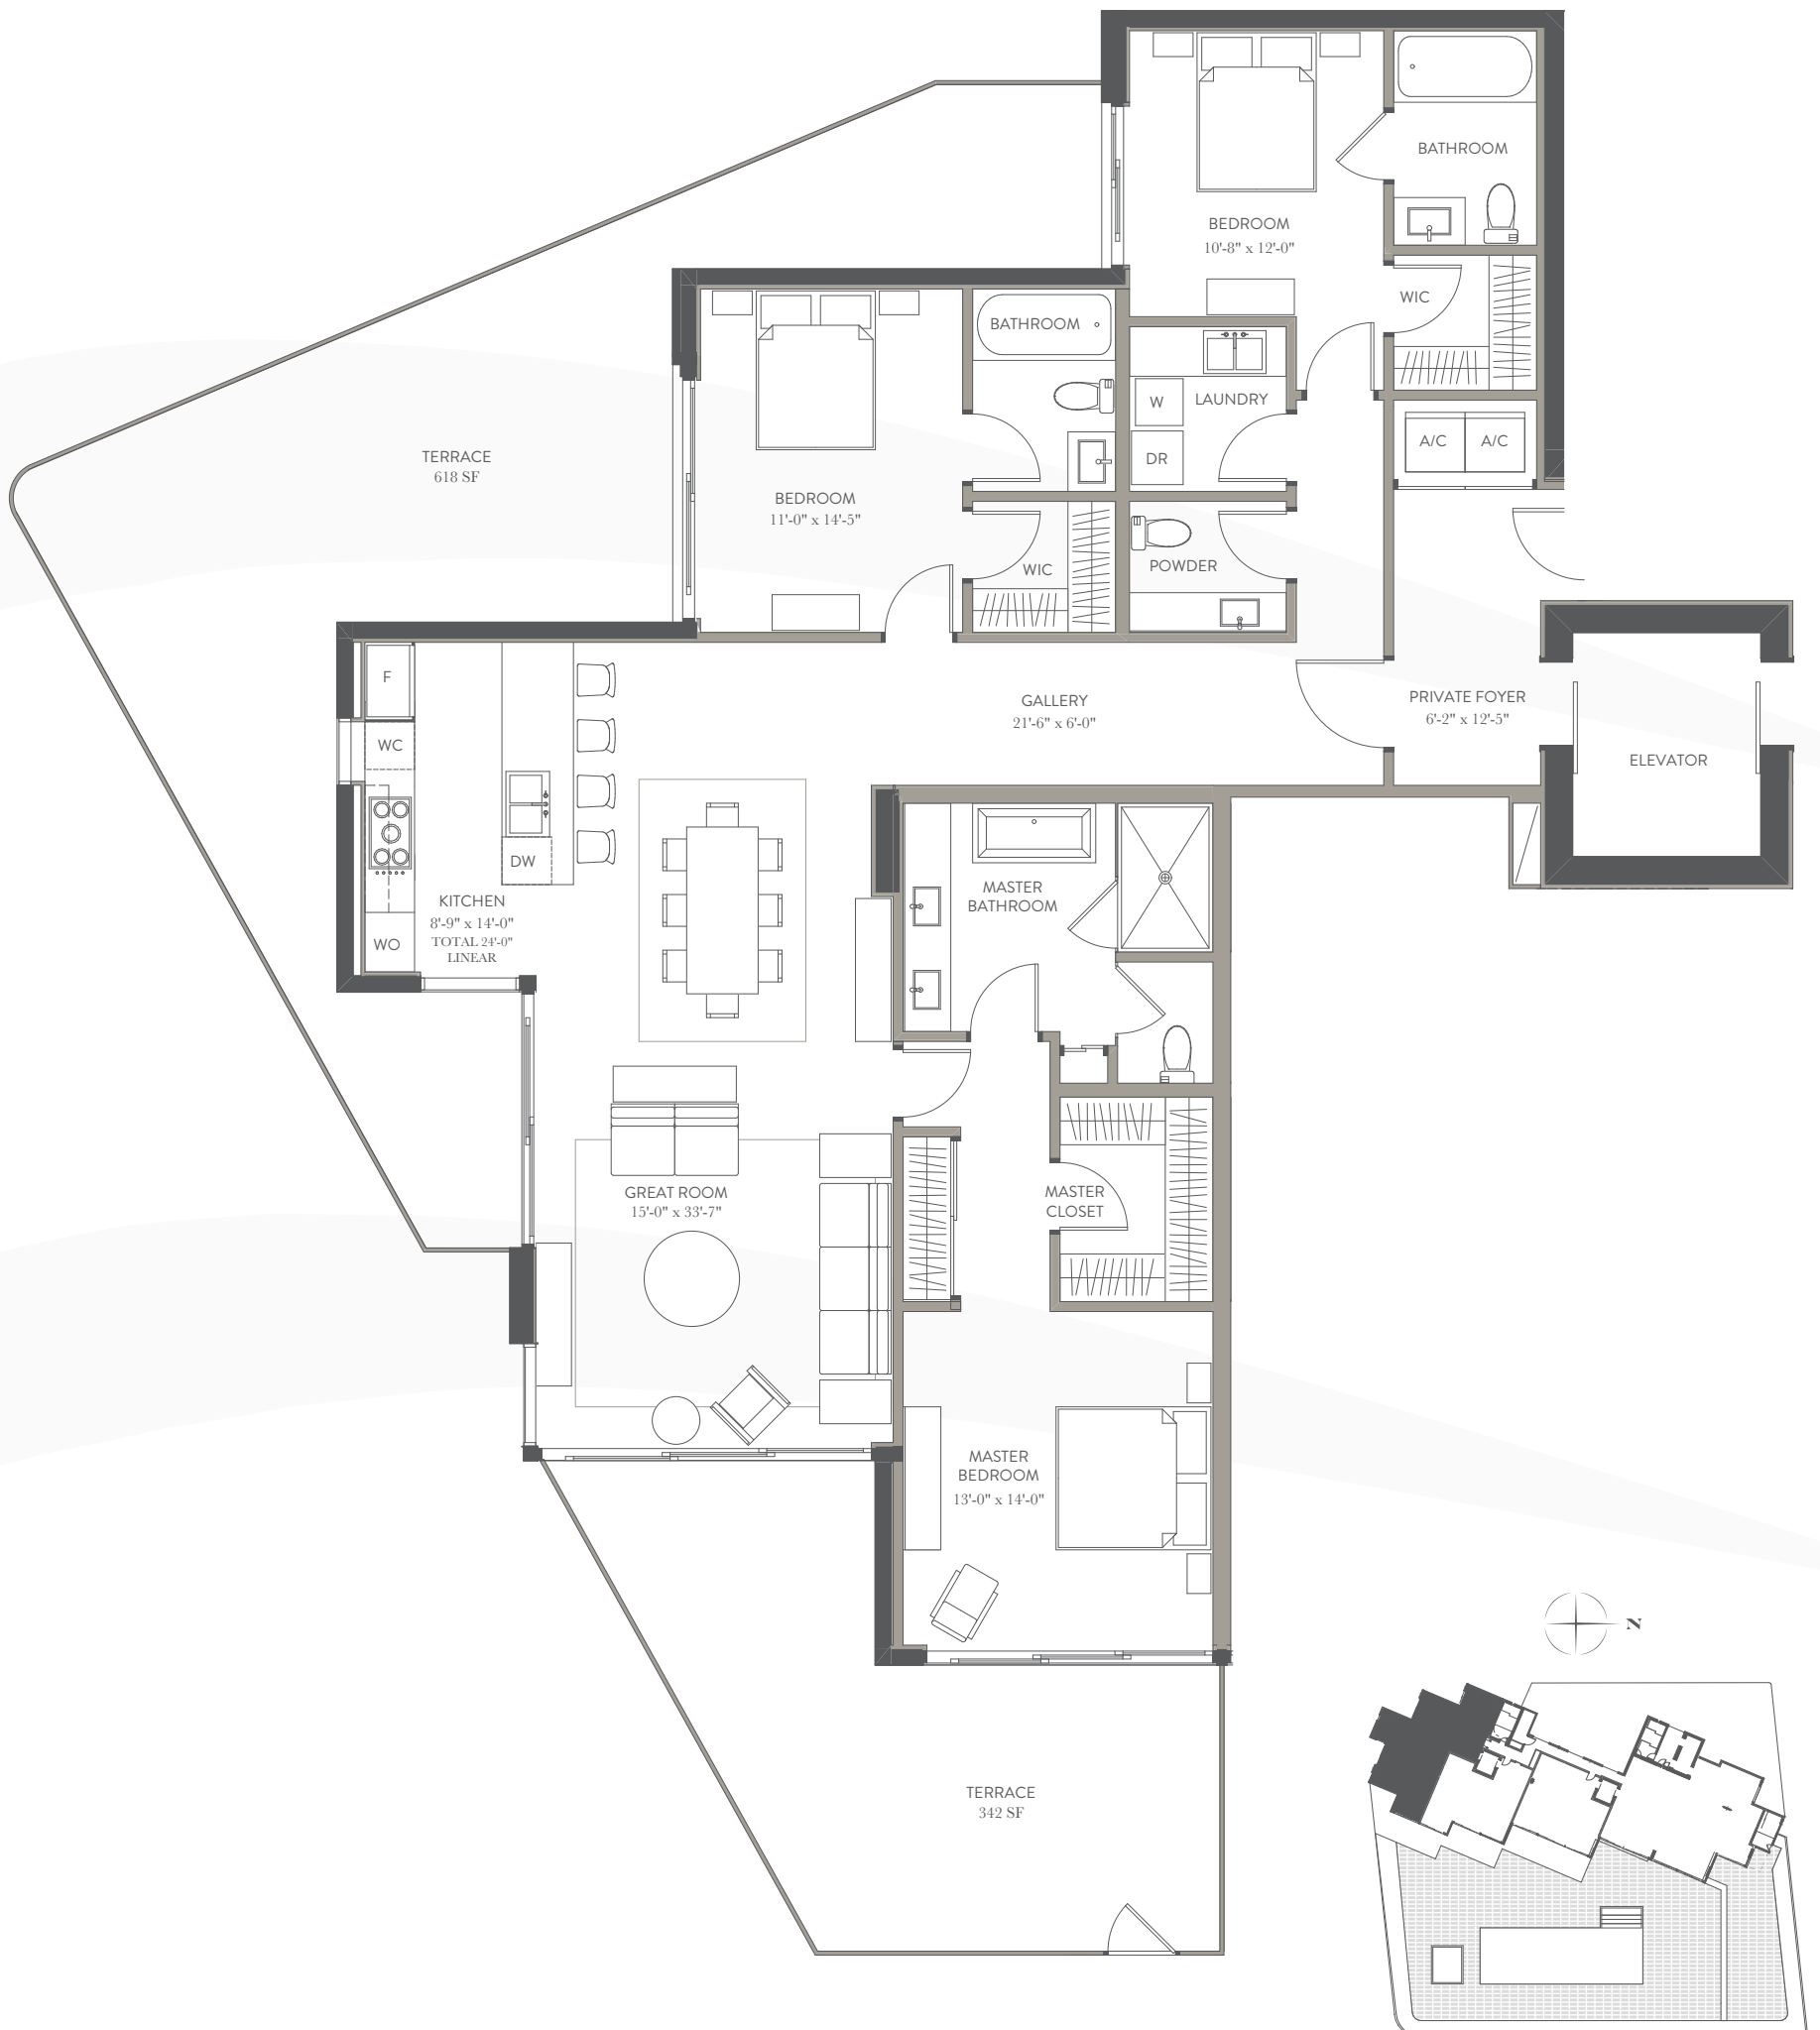 BATHROOM
BEDROOM
10'-8" x 12'-0"
WIC
BATHROOM
W
LAUNDRY
DR
A/C
A/C
TERRACE
618 SF
BEDROOM
11'-0" x 14'-5"
WIC
POWDER
F
WC
GALLERY
21'-6" x 6'-0"
PRIVATE FOYER
6'-2" x 12'-5"
ELEVATOR
DW
KITCHEN
8'-9" x 14'-0"
TOTAL 24'-0"
LINEAR
WO
MASTER
BATHROOM
GREAT ROOM
15'-0" x 33'-7"
MASTER
CLOSET
MASTER
BEDROOM
13'-0" x 14'-0"
N
TERRACE
342 SF